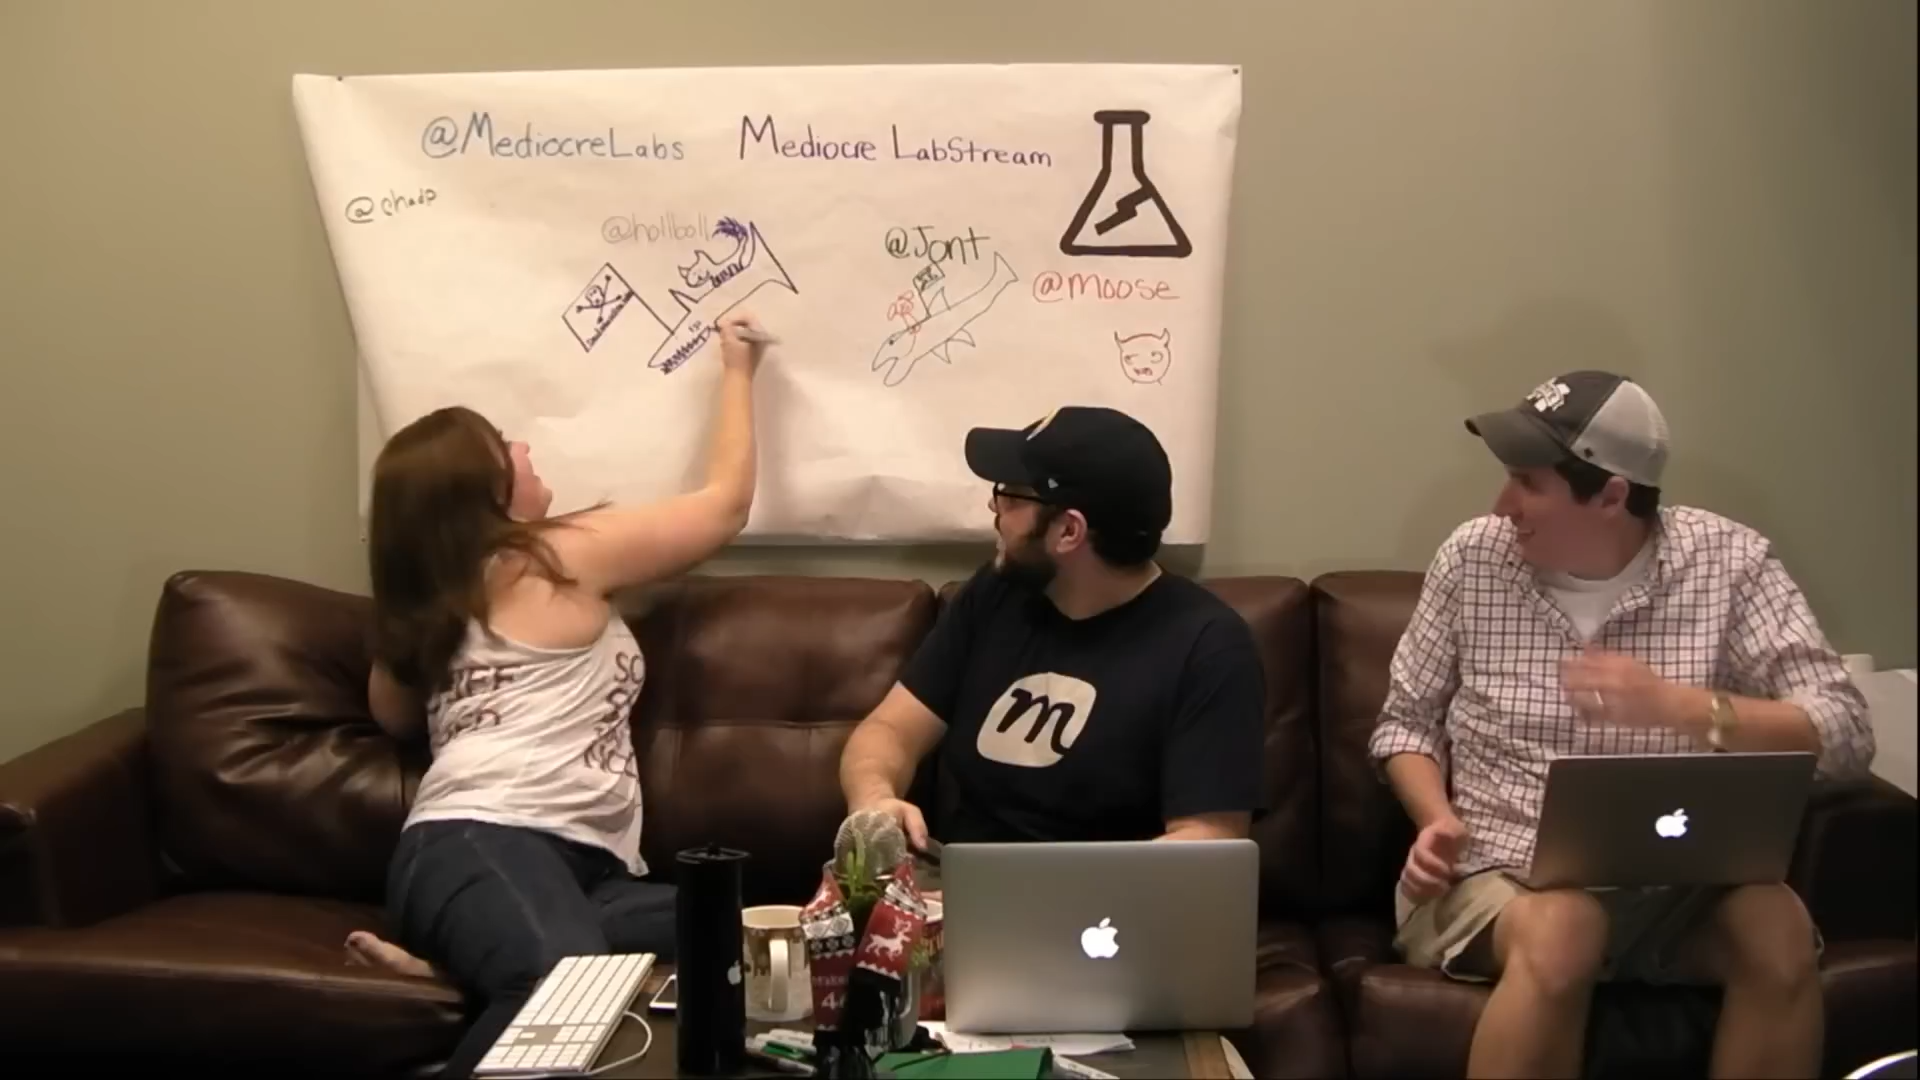 @MediocreLabs Mediocre LabStream
@chadp
@hollboll
@Jont
@moose
m